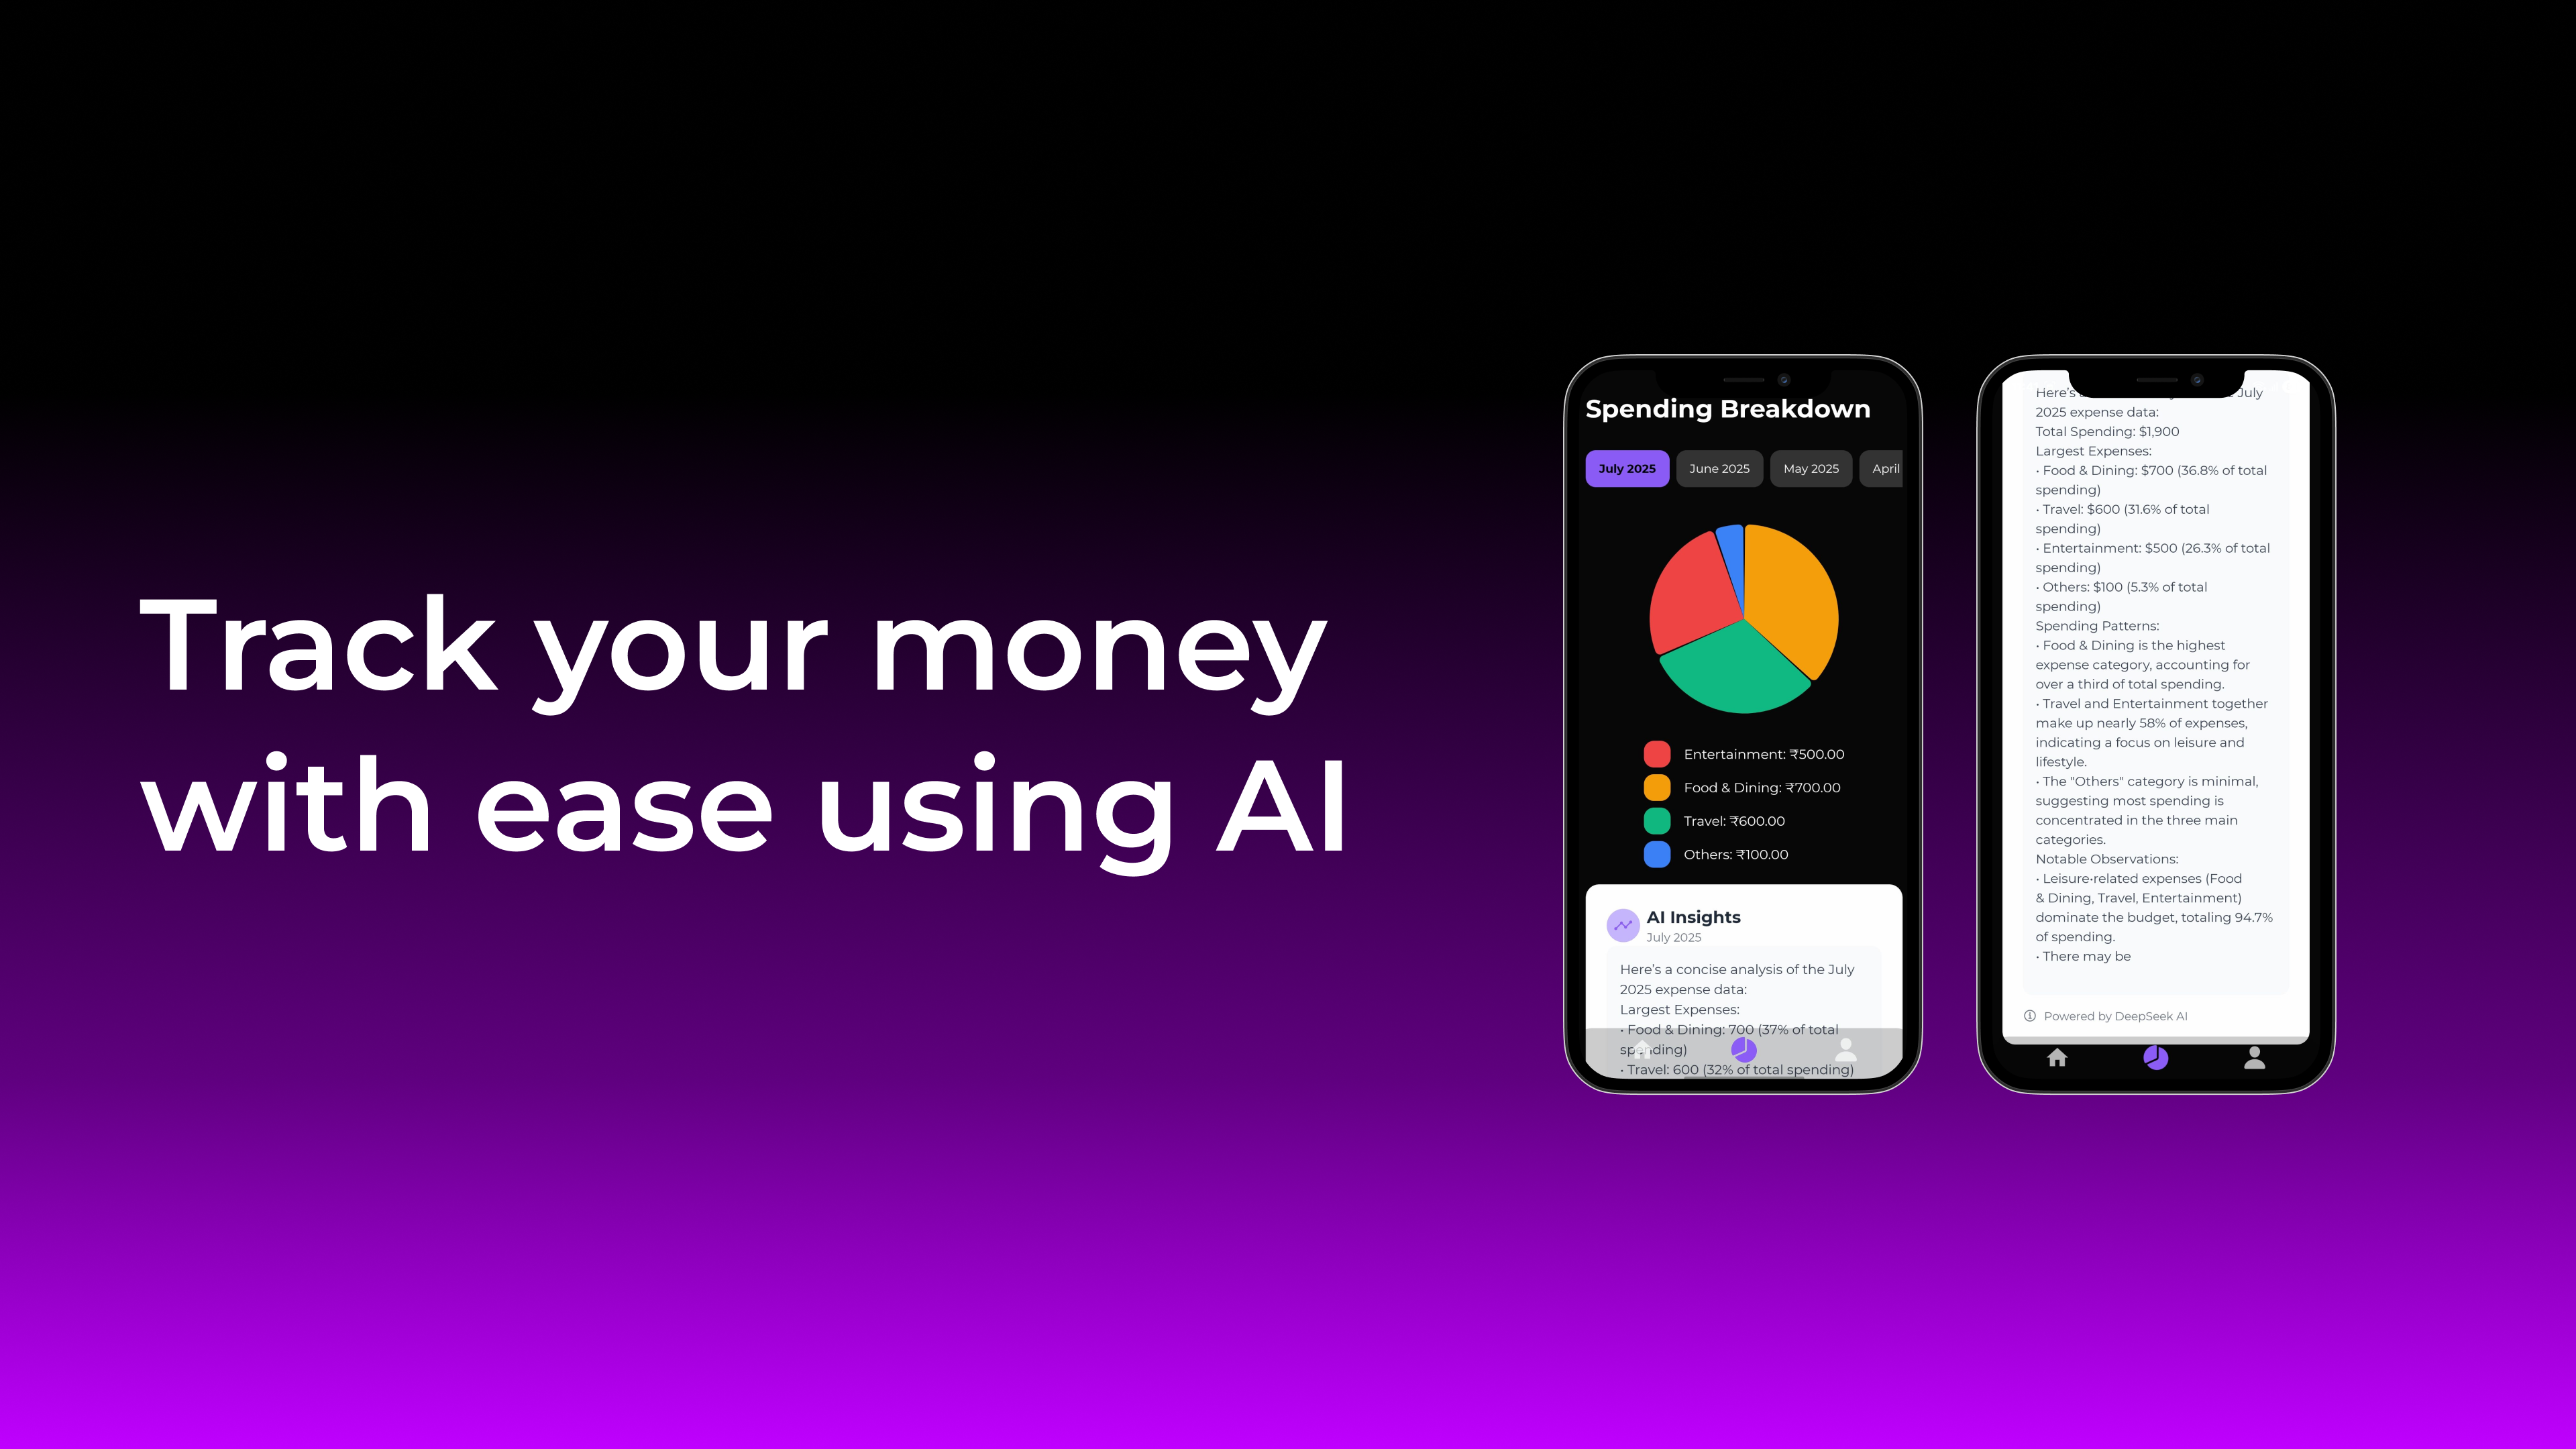 Track your money
with ease using AI
Spending Breakdown
July 2025 June 2025 May 2025 April
Entertainment: ₹500.00
Food & Dining: ₹700.00
Travel: ₹600.00
Others: ₹100.00
AI Insights
July 2025
Here's a concise analysis of the July
2025 expense data:
Largest Expenses:
• Food & Dining: 700 (37% of total
spending)
• Travel: 600 (32% of total spending)
Here's July
2025 expense data:
Total Spending: $1,900
Largest Expenses:
• Food & Dining: $700 (36.8% of total
spending)
• Travel: $600 (31.6% of total
spending)
• Entertainment: $500 (26.3% of total
spending)
• Others: $100 (5.3% of total
spending)
Spending Patterns:
• Food & Dining is the highest
expense category, accounting for
over a third of total spending.
• Travel and Entertainment together
make up nearly 58% of expenses,
indicating a focus on leisure and
lifestyle.
• The "Others" category is minimal,
suggesting most spending is
concentrated in the three main
categories.
Notable Observations:
• Leisure•related expenses (Food
& Dining, Travel, Entertainment)
dominate the budget, totaling 94.7%
of spending.
• There may be
Powered by DeepSeek AI